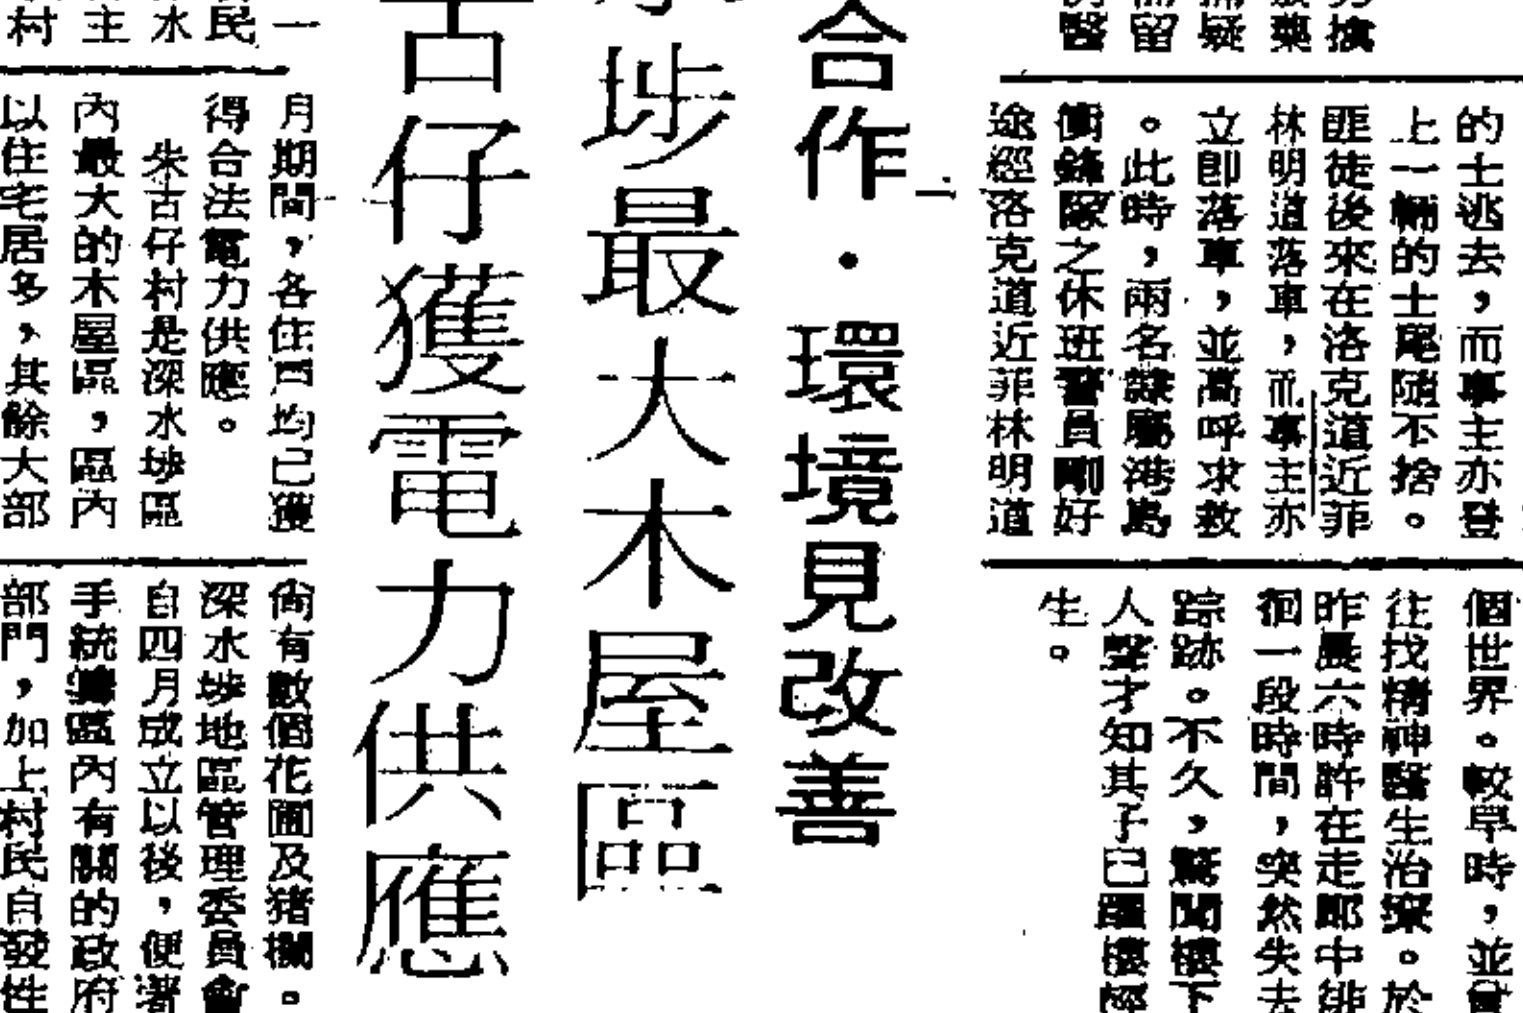 的士逃去，而事主亦登
上一輛的士尾隨不捨。
匪徒後來在洛克道近菲
林明道落車，而事主亦
立卽落車，並高呼求救
。此時，兩名隸屬港島
衝鋒隊之休班警員剛好
途經洛克道近菲林明道
個世界。較早時，並曾
往找精神醫生治療。於
昨晨六時許在走廊中徘
徊一段時間，突然失去
踪跡。不久，驚聞樓下
人聲才知其子已墮樓
生。
合作·環境見改善
埗最大木屋區
古仔獲電力供應
月期間，各住戶均已獲
得合法電力供應。
朱古仔村是深水埗區
內最大的木屋區，區內
以住宅居多，其餘大部
尙有數個花圃及猪欄。
深水埗地區管理委員會
自四月成立以後，便著
手統籌區內有關的政府
部門，加上村民自發性